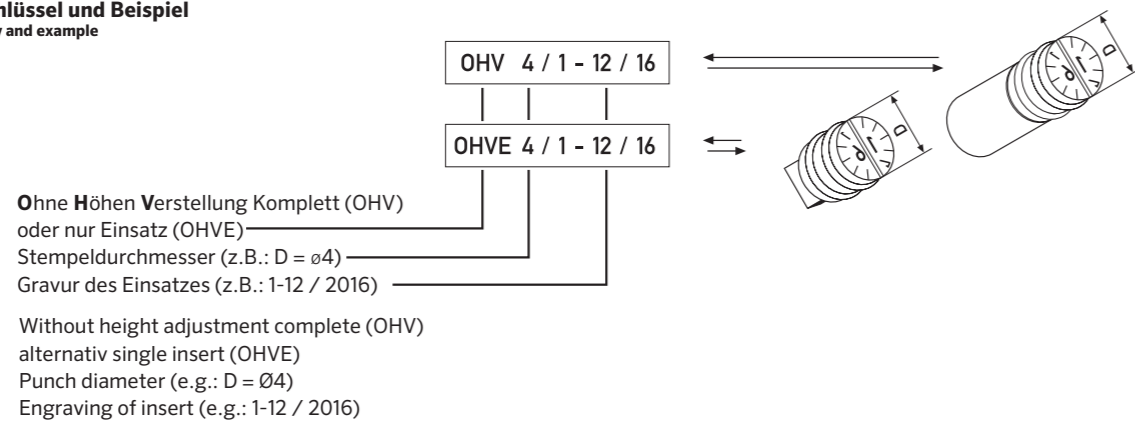 hlüssel und Beispiel
and example
OHV 4 / 1 - 12 / 16
OHVE 4 / 1 - 12 / 16
D
D
Ohne Höhen Verstellung Komplett (OHV)
oder nur Einsatz (OHVE)
Stempeldurchmesser (z.B.: D = ø4)
Gravur des Einsatzes (z.B.: 1-12 / 2016)
Without height adjustment complete (OHV)
alternativ single insert (OHVE)
Punch diameter (e.g.: D = Ø4)
Engraving of insert (e.g.: 1-12 / 2016)